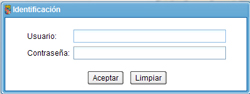 Identificación
Usuario:
Contraseña:
Aceptar Limpiar